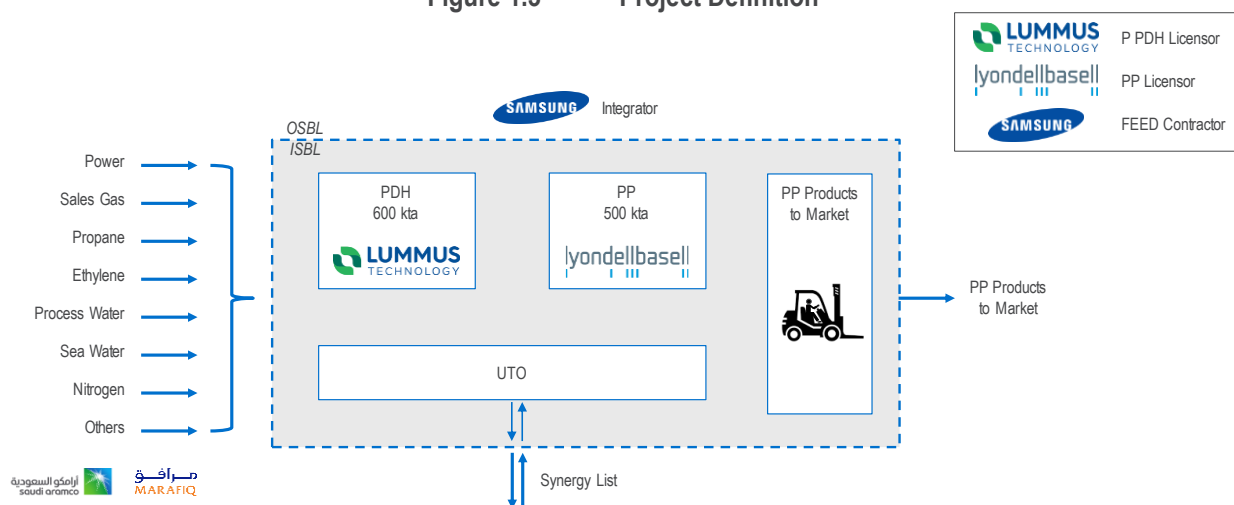 Figure 1.5 Project Definition
LUMMUS
TECHNOLOGY
P PDH Licensor
lyondellbasell
PP Licensor
SAMSUNG
FEED Contractor
SAMSUNG
Integrator
OSBL
ISBL
Power
Sales Gas
Propane
Ethylene
Process Water
Sea Water
Nitrogen
Others
PDH
600 kta
LUMMUS
TECHNOLOGY
PP
500 kta
lyondellbasell
PP Products
to Market
UTO
PP Products
to Market
Synergy List
أرامكو السعودية
saudi aramco
مرافق
MARAFIQ